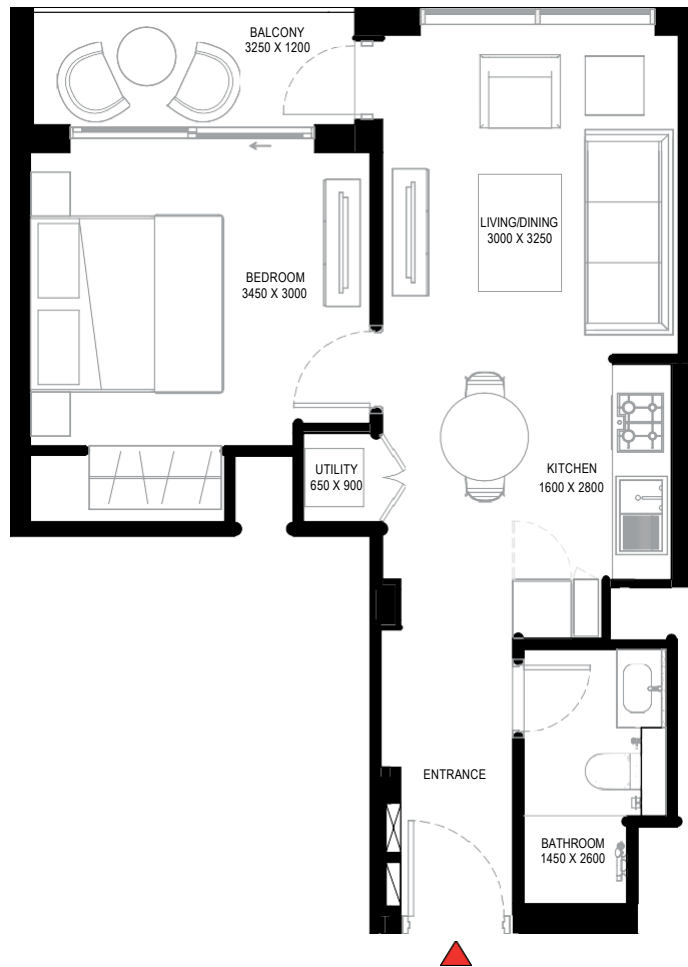 BALCONY
3250 X 1200
LIVING/DINING
3000 X 3250
BEDROOM
3450 X 3000
UTILITY
650 X 900
KITCHEN
1600 X 2800
ENTRANCE
BATHROOM
1450 X 2600